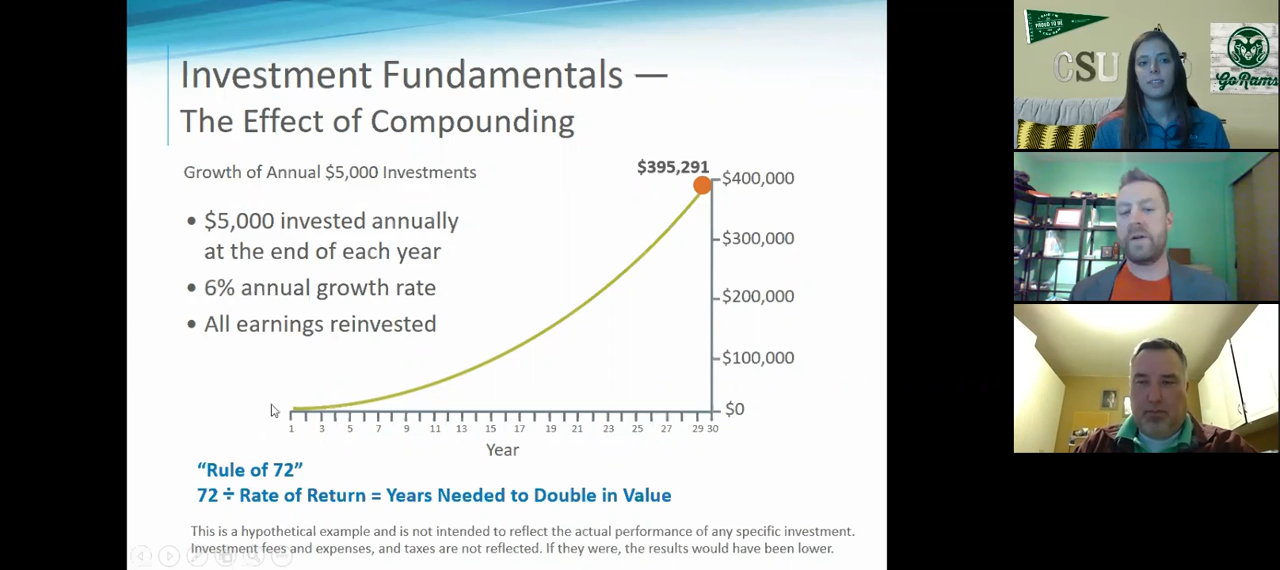 Investment Fundamentals —
The Effect of Compounding
Growth of Annual $5,000 Investments
• $5,000 invested annually
at the end of each year
• 6% annual growth rate
• All earnings reinvested
$395,291
$400,000
$300,000
$200,000
$100,000
$0
1 3 5 7 9 11 13 15 17 19 21 23 25 27 29 30
Year
“Rule of 72”
72 ÷ Rate of Return = Years Needed to Double in Value
This is a hypothetical example and is not intended to reflect the actual performance of any specific investment.
Investment fees and expenses, and taxes are not reflected. If they were, the results would have been lower.
PROUD TO BE
CSU
Go Rams